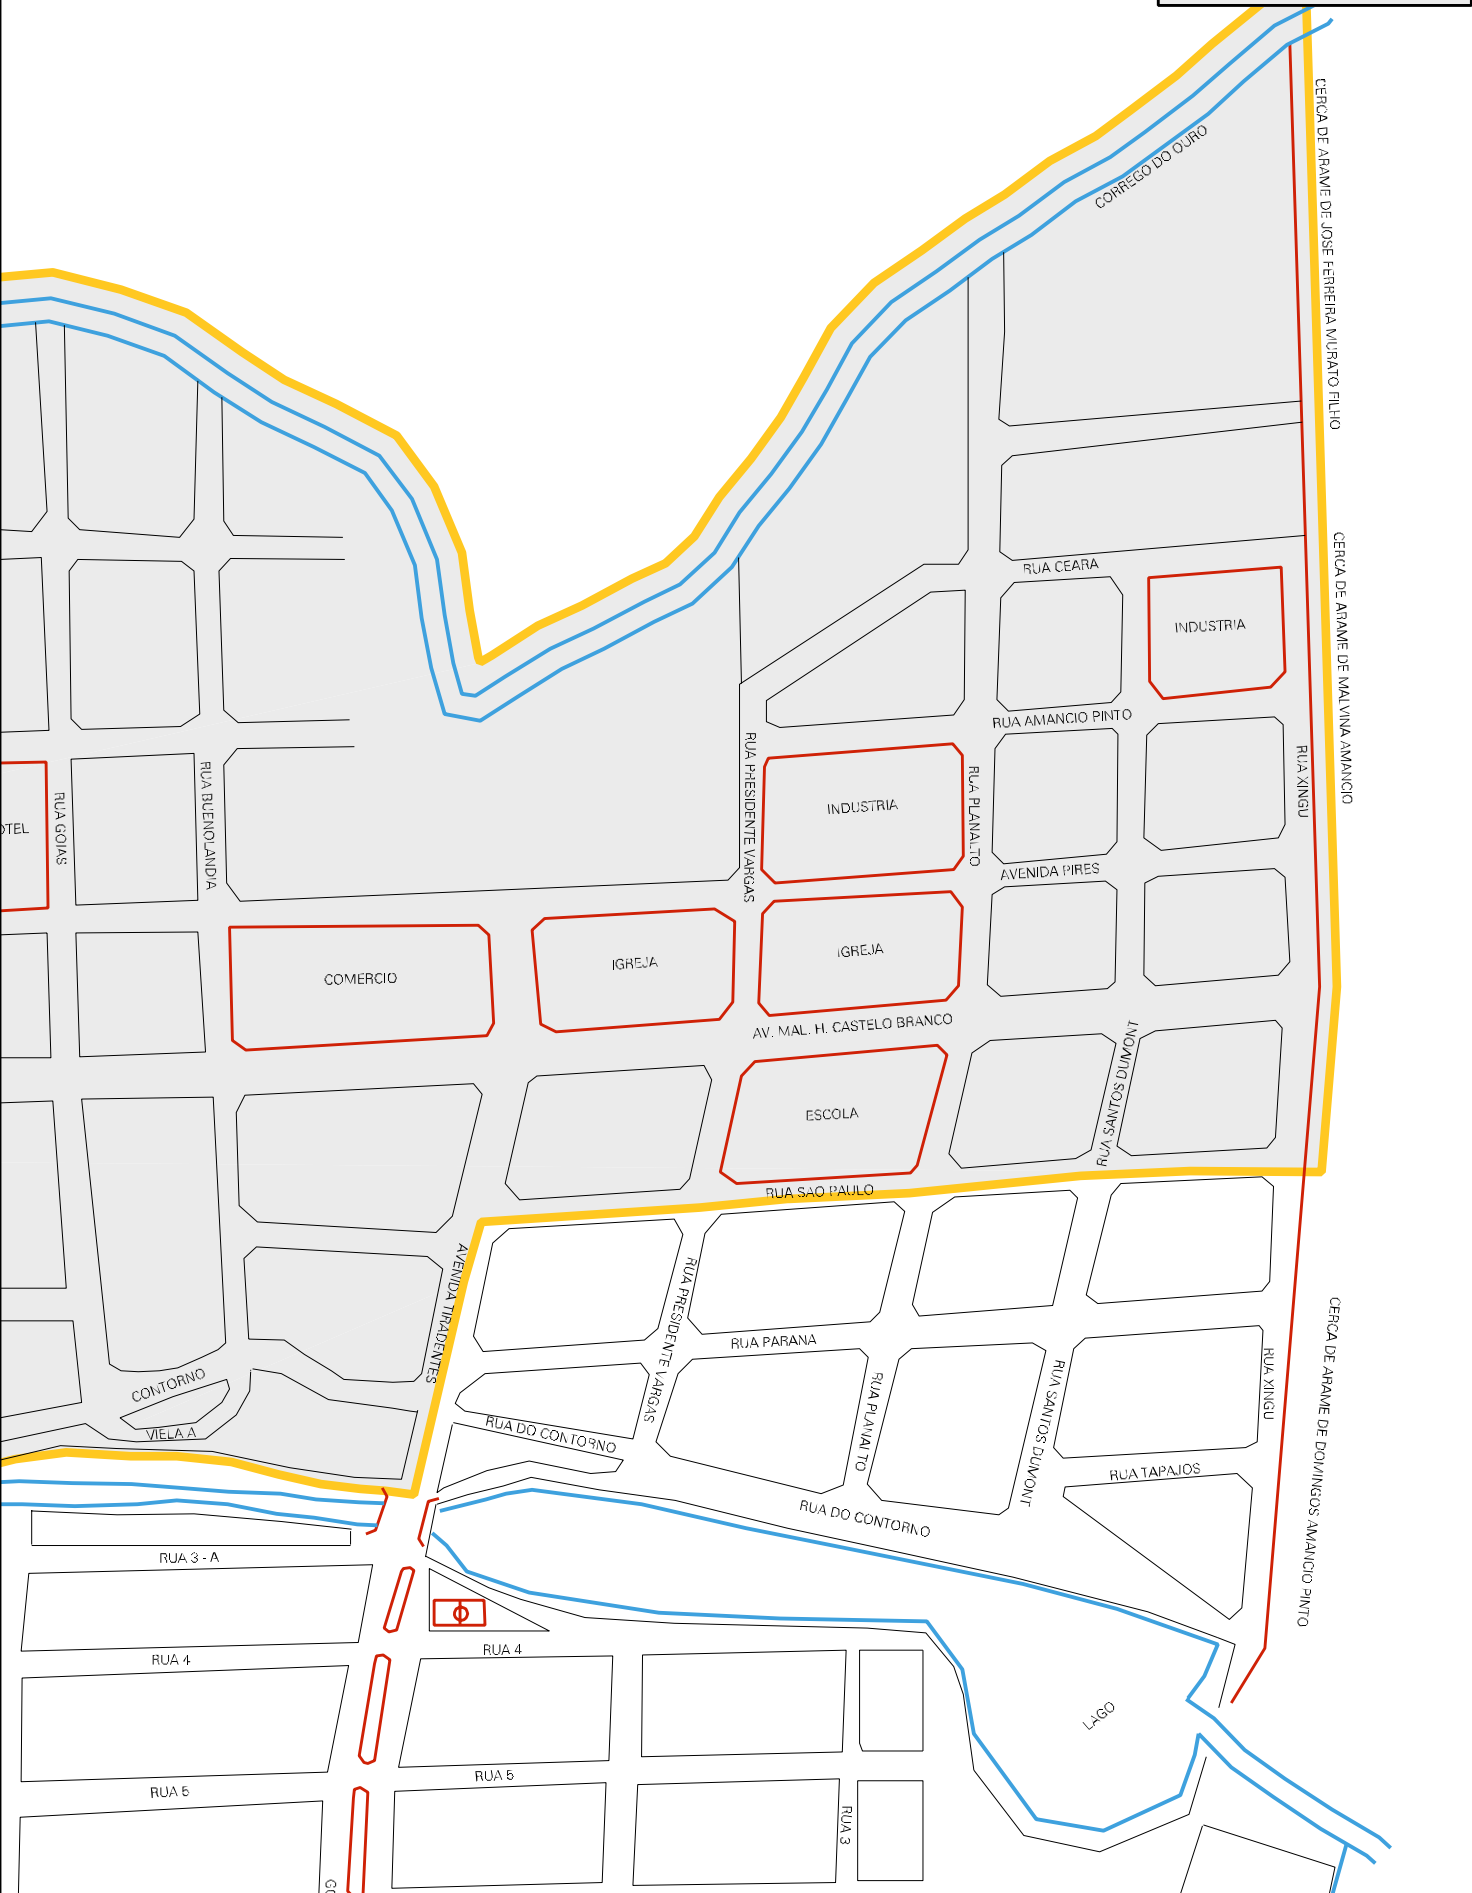 CORREGO DO OURO
CERCA DE ARAME DE JOSE FERREIRA MURATO FILHO
CERCA DE ARAME DE MALVINA AMANCIO
RUA CEARA
INDUSTRIA
RUA AMANCIO PINTO
RUA PRESIDENTE VARGAS
INDUSTRIA
RUA PLANALTO
RUA XINGU
RUA GOIAS
RUA BUENOLANDIA
AVENIDA PIRES
COMERCIO
IGREJA
IGREJA
AV. MAL. H. CASTELO BRANCO
RUA SANTOS DUMONT
ESCOLA
RUA SAO PAULO
AVENIDA TIRADENTES
RUA PRESIDENTE VARGAS
RUA PARANA
RUA PLANALTO
RUA SANTOS DUMONT
RUA XINGU
CERCA DE ARAME DE DOMINGOS AMANCIO PINTO
CONTORNO
VIELA A
RUA DO CONTORNO
RUA TAPAJOS
RUA DO CONTORNO
RUA 3 - A
RUA 4
RUA 4
LAGO
RUA 5
RUA 5
RUA 3